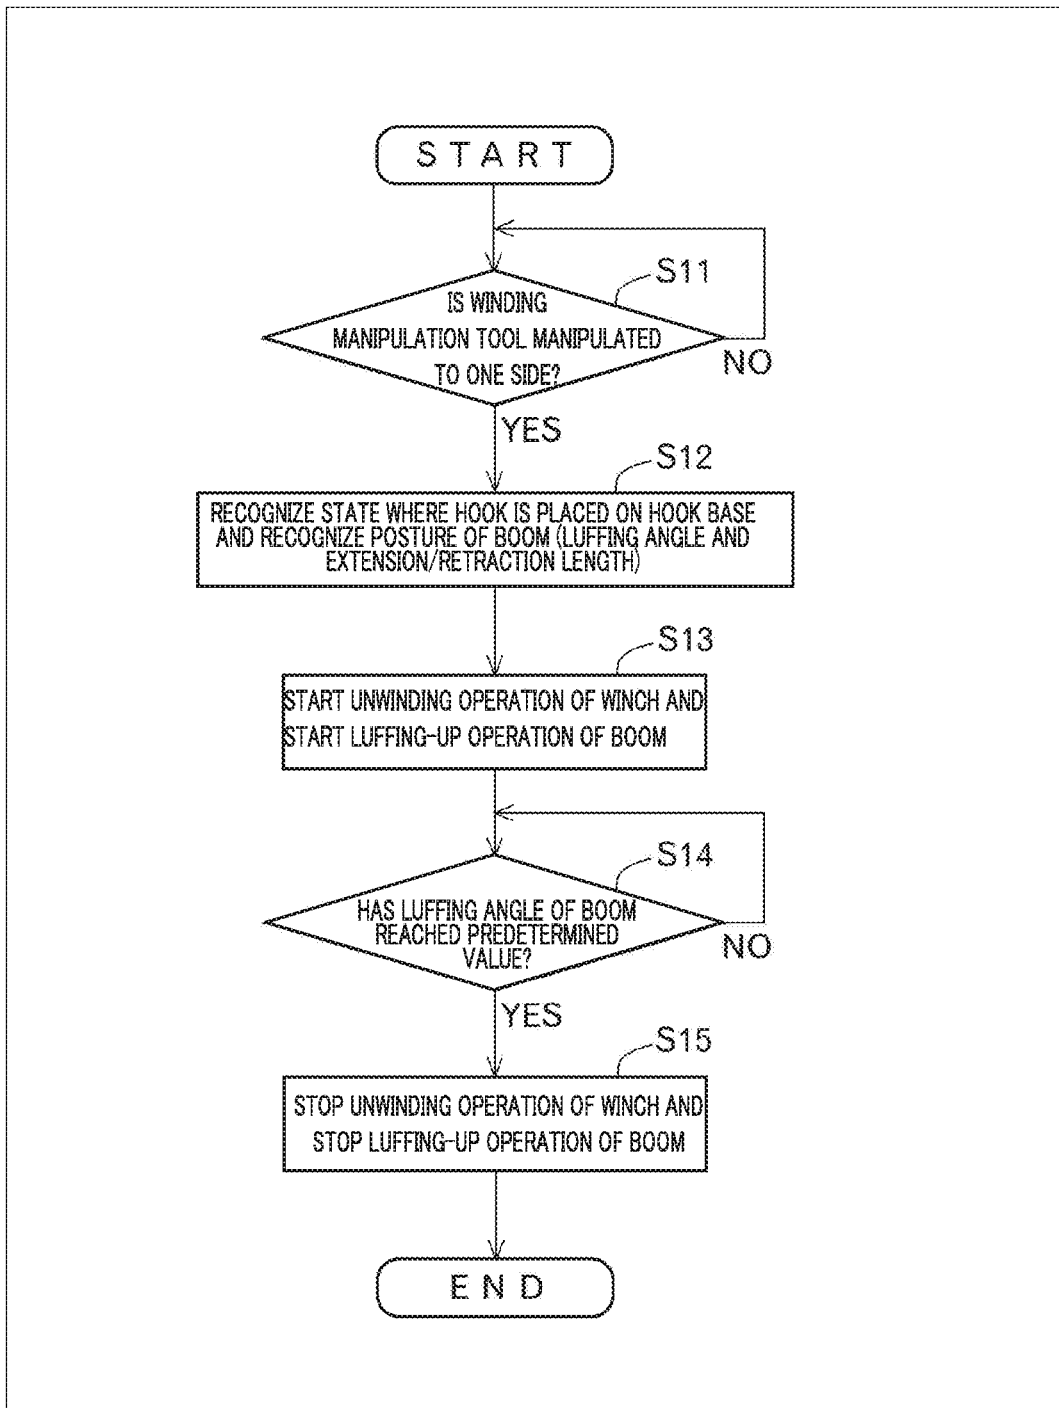 START
S11
IS WINDING
MANIPULATION TOOL MANIPULATED
TO ONE SIDE?
NO
YES
S12
RECOGNIZE STATE WHERE HOOK IS PLACED ON HOOK BASE
AND RECOGNIZE POSTURE OF BOOM (LUFFING ANGLE AND
EXTENSION/RETRACTION LENGTH)
S13
START UNWINDING OPERATION OF WINCH AND
START LUFFING-UP OPERATION OF BOOM
S14
HAS LUFFING ANGLE OF BOOM
REACHED PREDETERMINED
VALUE?
NO
YES
S15
STOP UNWINDING OPERATION OF WINCH AND
STOP LUFFING-UP OPERATION OF BOOM
END